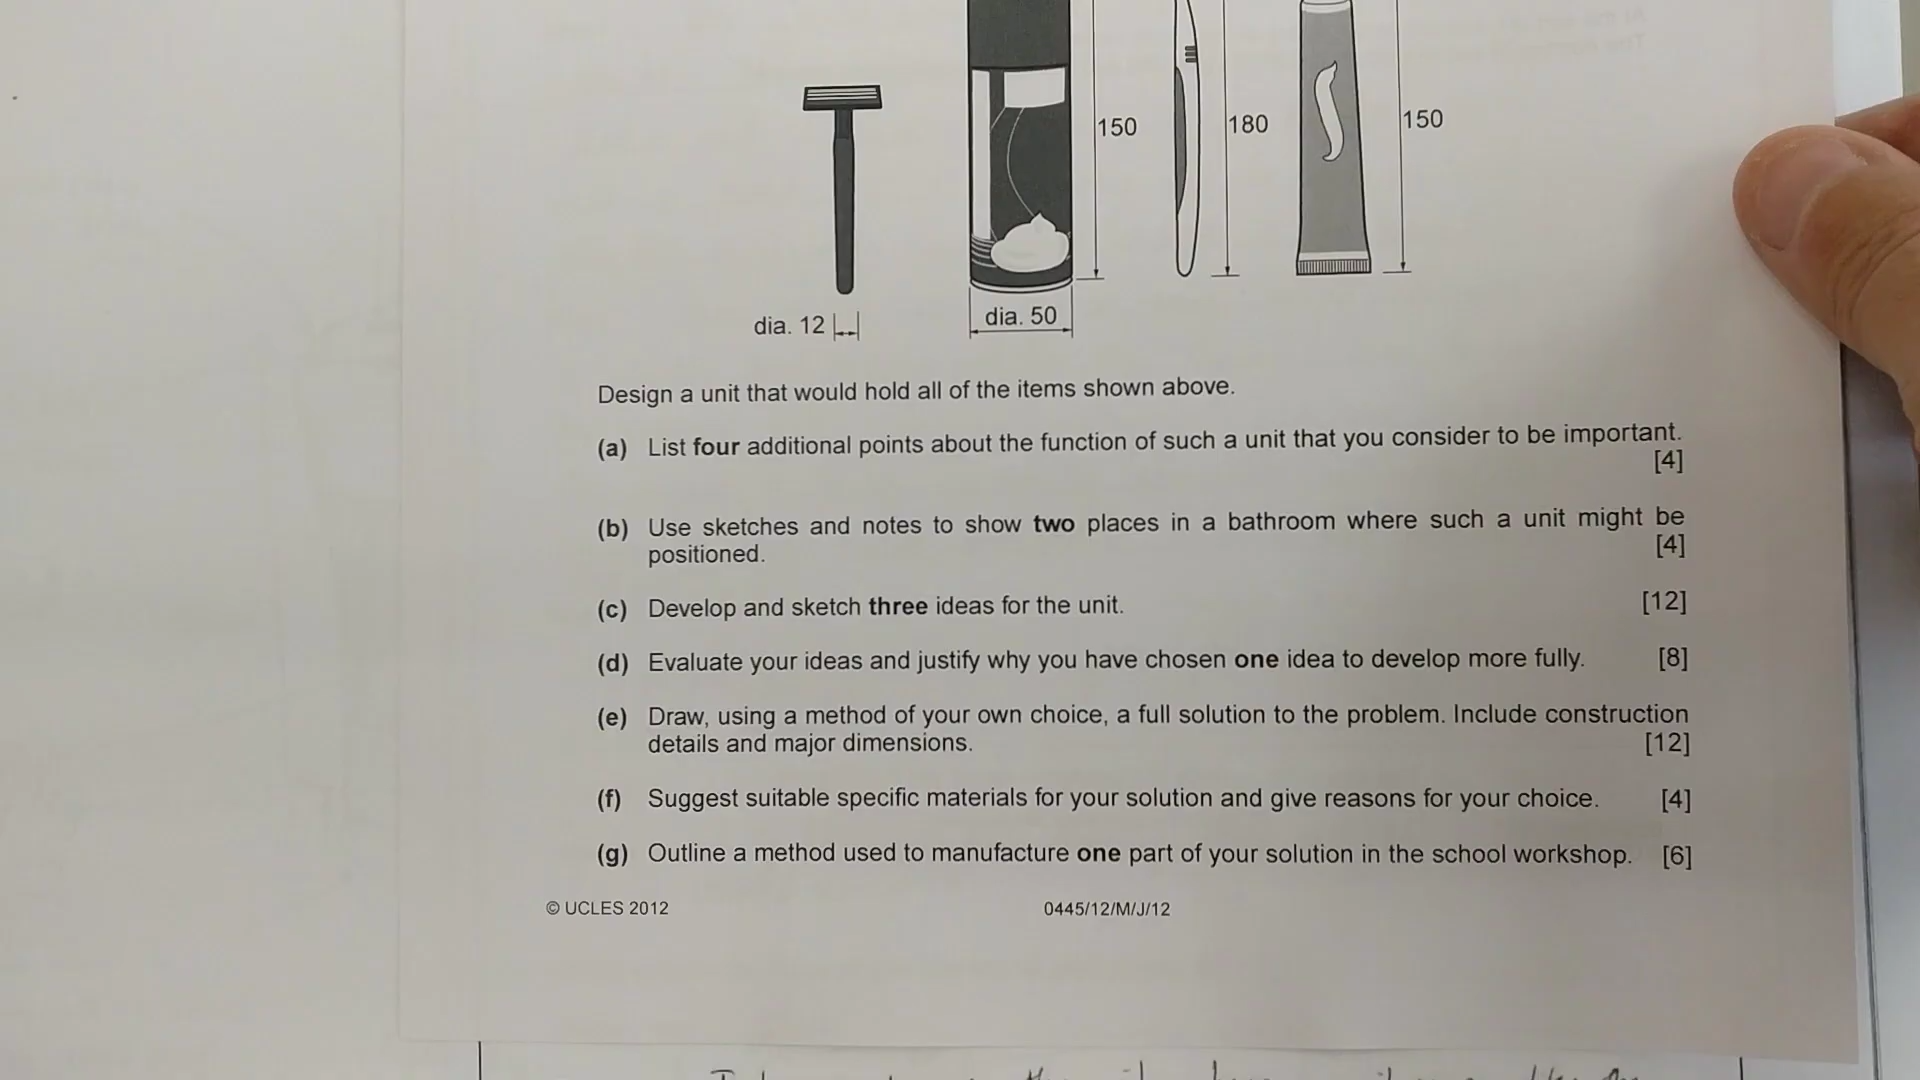 150
180
150
dia. 12
dia. 50
Design a unit that would hold all of the items shown above.
(a) List four additional points about the function of such a unit that you consider to be important.
[4]
(b) Use sketches and notes to show two places in a bathroom where such a unit might be
positioned. [4]
(c) Develop and sketch three ideas for the unit. [12]
(d) Evaluate your ideas and justify why you have chosen one idea to develop more fully. [8]
(e) Draw, using a method of your own choice, a full solution to the problem. Include construction
details and major dimensions. [12]
(f) Suggest suitable specific materials for your solution and give reasons for your choice. [4]
(g) Outline a method used to manufacture one part of your solution in the school workshop. [6]
© UCLES 2012 0445/12/M/J/12